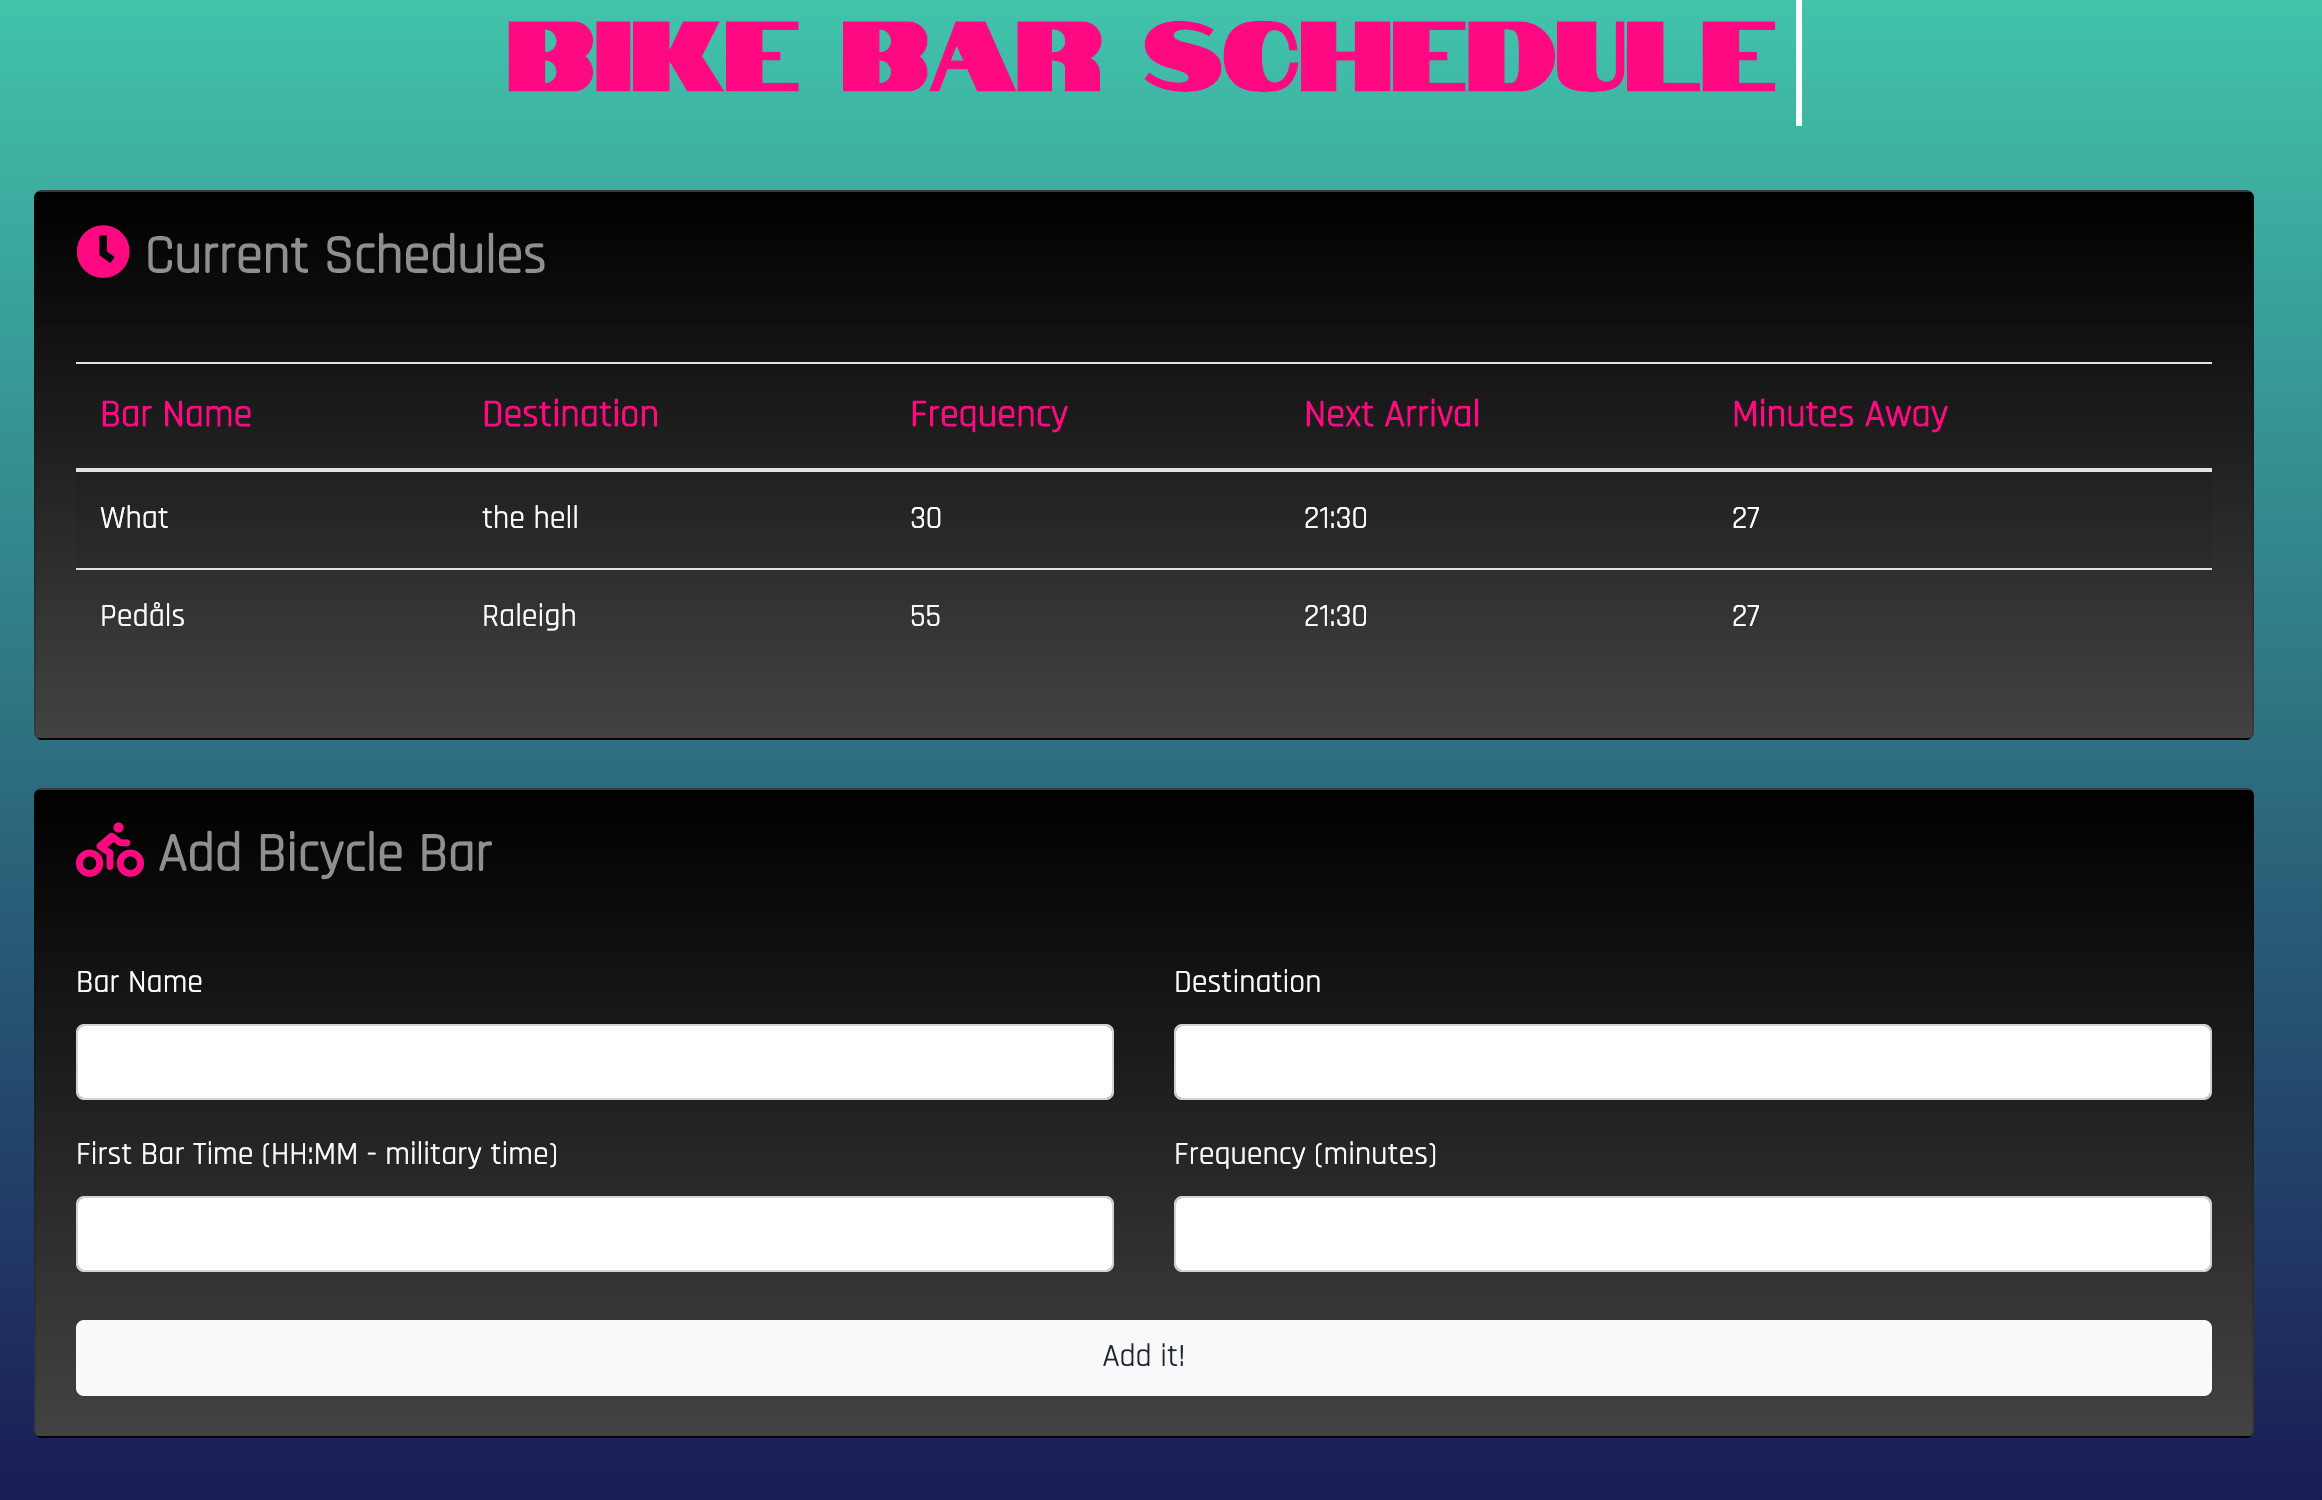 BIKE BAR SCHEDULE
Current Schedules
Bar Name Destination Frequency Next Arrival Minutes Away
What the hell 30 21:30 27
Pedåls Raleigh 55 21:30 27
Add Bicycle Bar
Bar Name Destination
First Bar Time (HH:MM - military time) Frequency (minutes)
Add it!